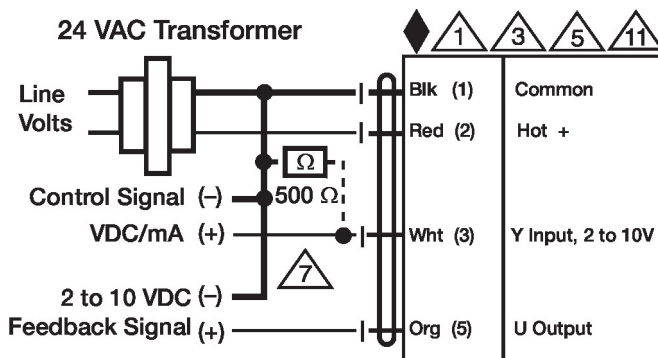 24 VAC Transformer
1 3 5 11
Line
Volts
Blk (1) Common
Red (2) Hot +
Ω
500 Ω
Control Signal (-)
VDC/mA (+)
Wht (3) Y Input, 2 to 10V
7
2 to 10 VDC (-)
Feedback Signal (+)
Org (5) U Output